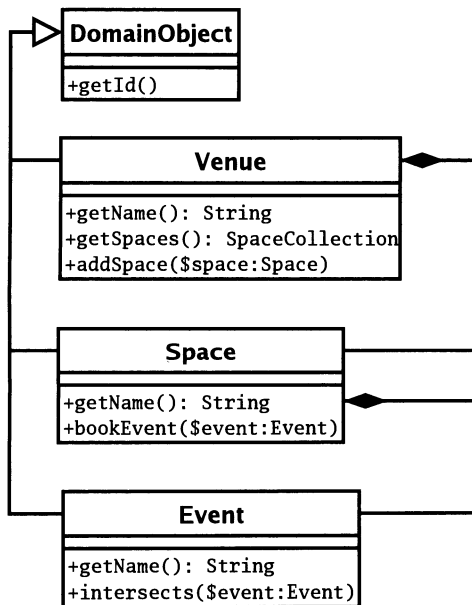 DomainObject
+getId()
Venue
+getName(): String
+getSpaces(): SpaceCollection
+addSpace($space:Space)
Space
+getName(): String
+bookEvent($event:Event)
Event
+getName(): String
+intersects($event:Event)